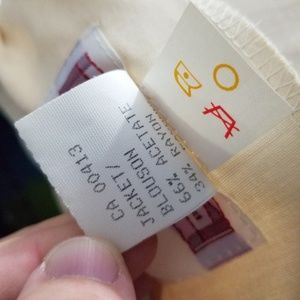 CA 00413
JACKET/
BLOUSON
66% ACETATE
34% RAYON